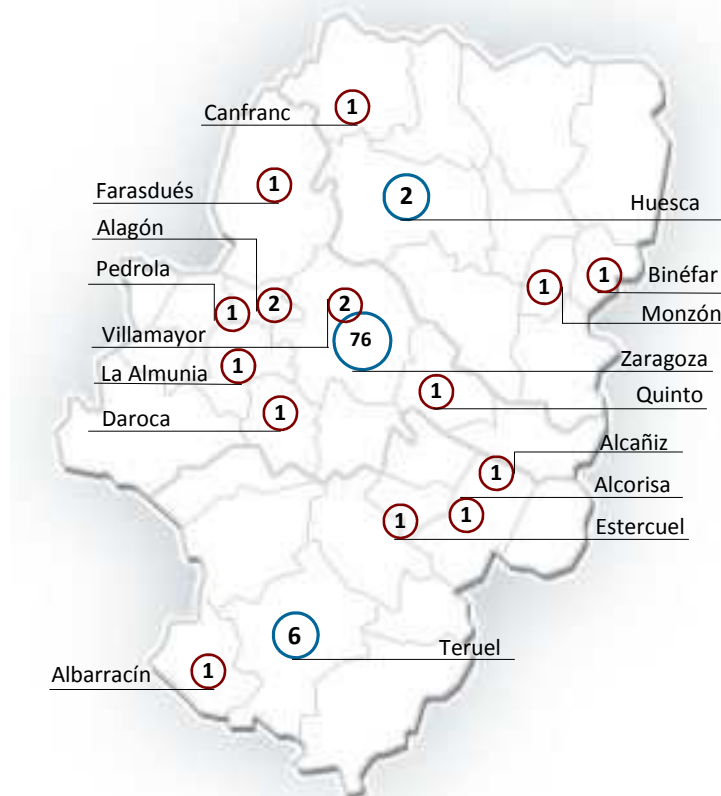 Canfranc
1
Farasdués
1
2
Huesca
Alagón
Pedrola
1
2
2
1
Binéfar
1
Monzón
Villamayor
76
Zaragoza
La Almunia
1
1
Quinto
Daroca
1
Alcañiz
1
Alcorisa
1
1
Estercuel
6
Teruel
Albarracín
1